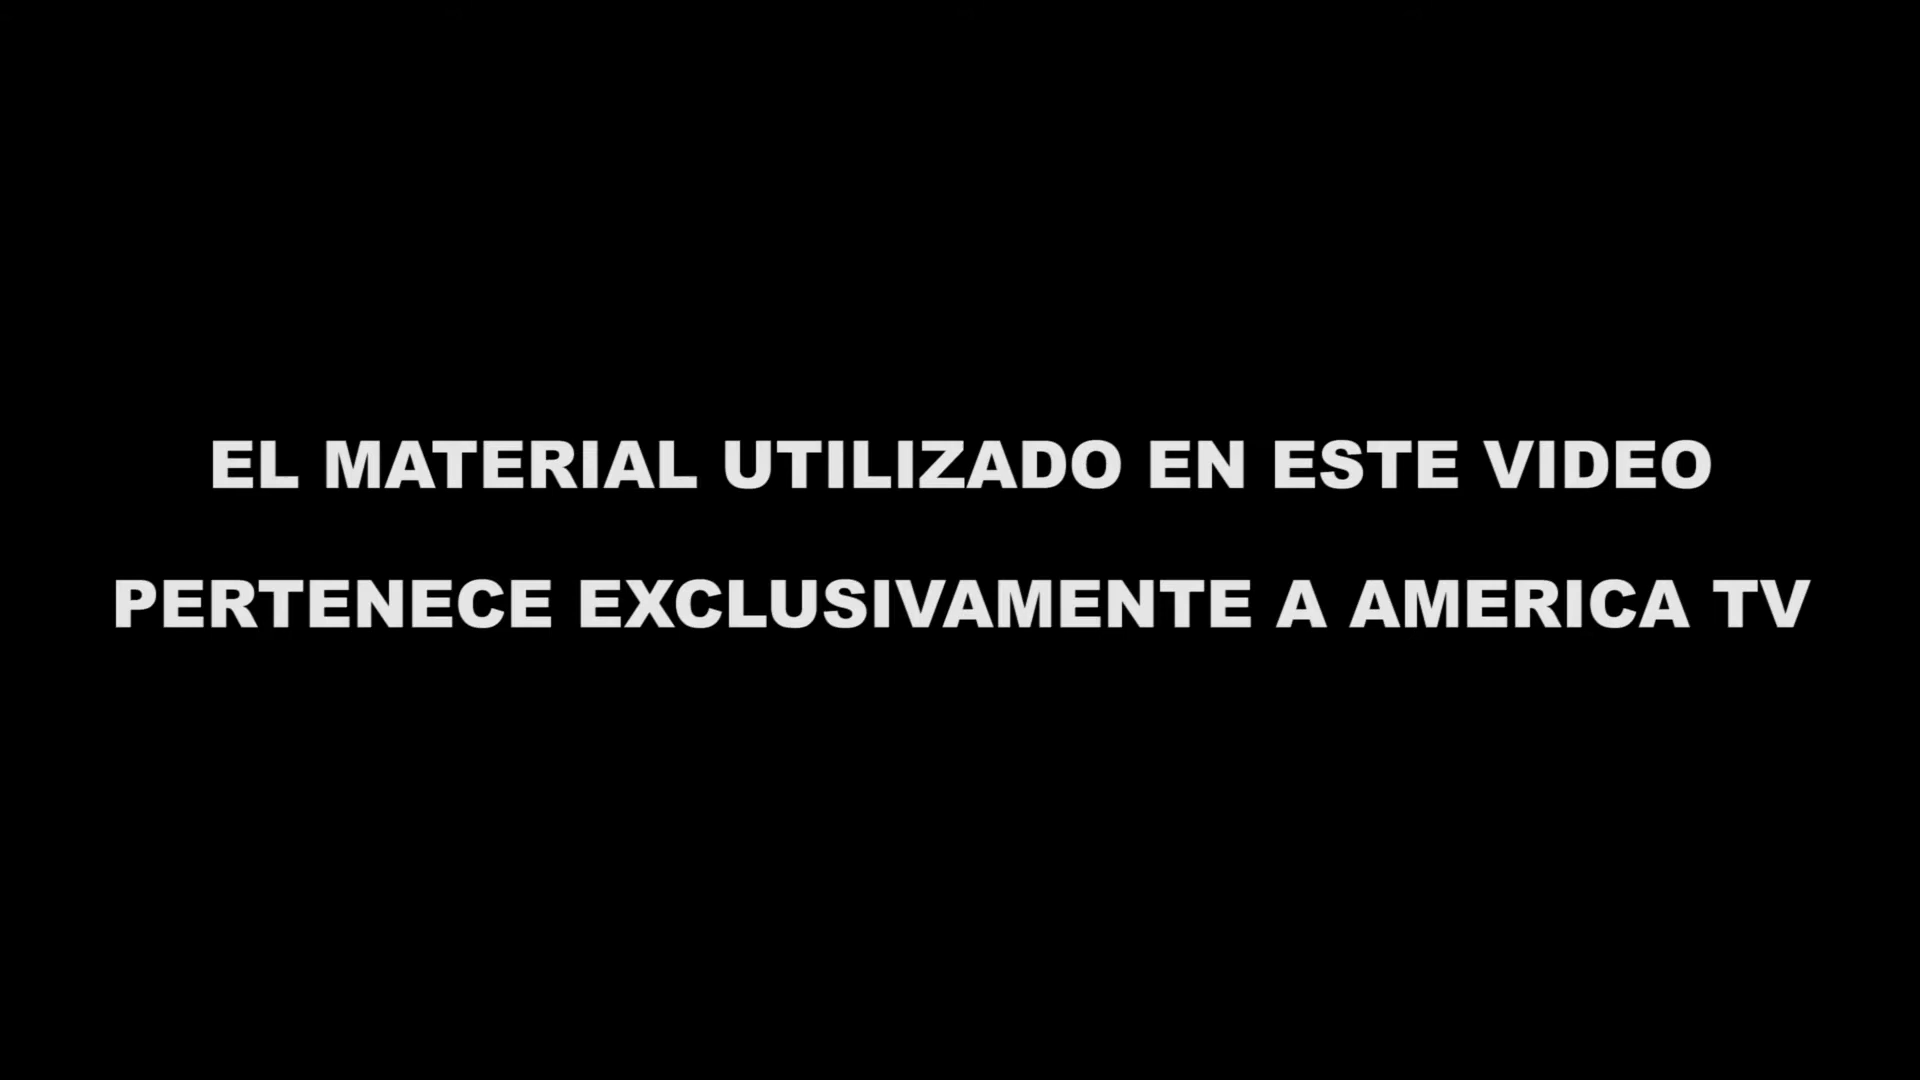 EL MATERIAL UTILIZADO EN ESTE VIDEO
PERTENECE EXCLUSIVAMENTE A AMERICA TV